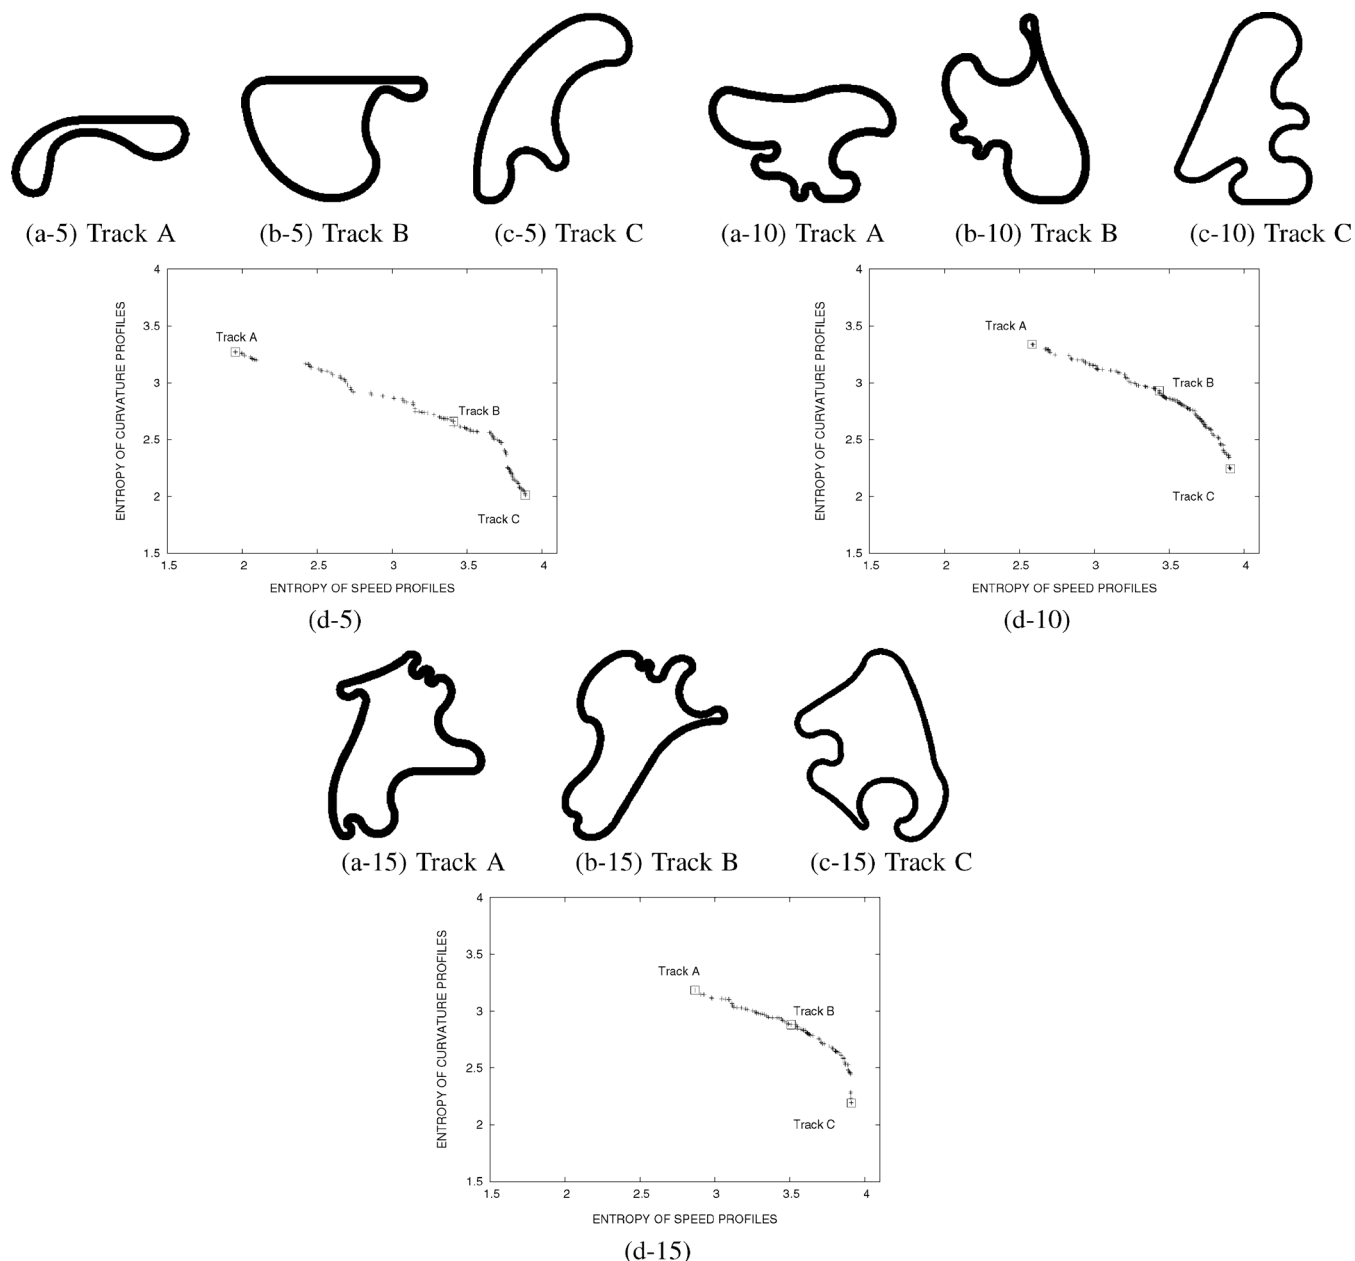 (a-5) Track A
(b-5) Track B
(c-5) Track C
(a-10) Track A
(b-10) Track B
(c-10) Track C
4
3.5
3
2.5
2
1.5
ENTROPY OF CURVATURE PROFILES
Track A
Track B
Track C
1.5 2 2.5 3 3.5 4
ENTROPY OF SPEED PROFILES
(d-5)
4
3.5
3
2.5
2
1.5
ENTROPY OF CURVATURE PROFILES
Track A
Track B
Track C
1.5 2 2.5 3 3.5 4
ENTROPY OF SPEED PROFILES
(d-10)
(a-15) Track A
(b-15) Track B
(c-15) Track C
4
3.5
3
2.5
2
1.5
ENTROPY OF CURVATURE PROFILES
Track A
Track B
Track C
1.5 2 2.5 3 3.5 4
ENTROPY OF SPEED PROFILES
(d-15)